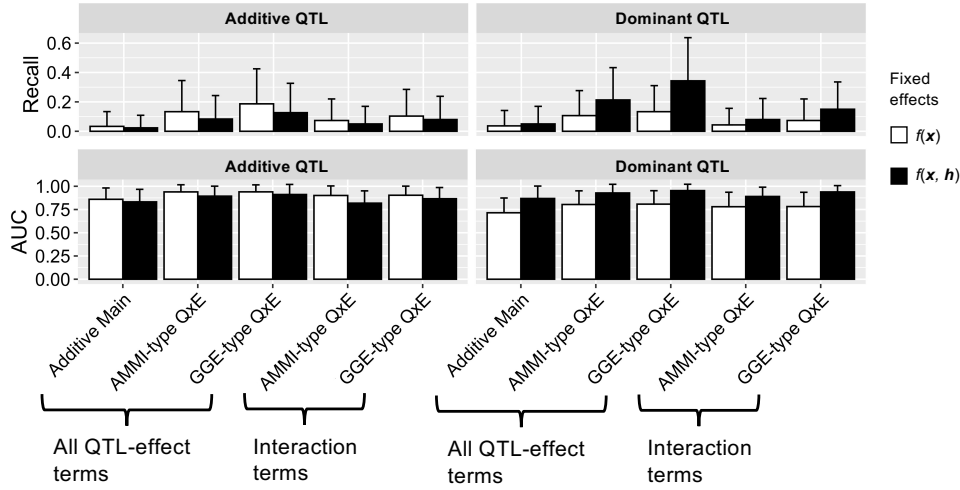 Additive QTL
Dominant QTL
Recall
0.6
0.4
0.2
0.0
Additive QTL
Dominant QTL
AUC
1.00
0.75
0.50
0.25
0.00
Additive Main
AMMI-type QxE
GGE-type QxE
AMMI-type QxE
GGE-type QxE
Additive Main
AMMI-type QxE
GGE-type QxE
AMMI-type QxE
GGE-type QxE
All QTL-effect
terms
Interaction
terms
All QTL-effect
terms
Interaction
terms
Fixed
effects
f(x)
f(x, h)